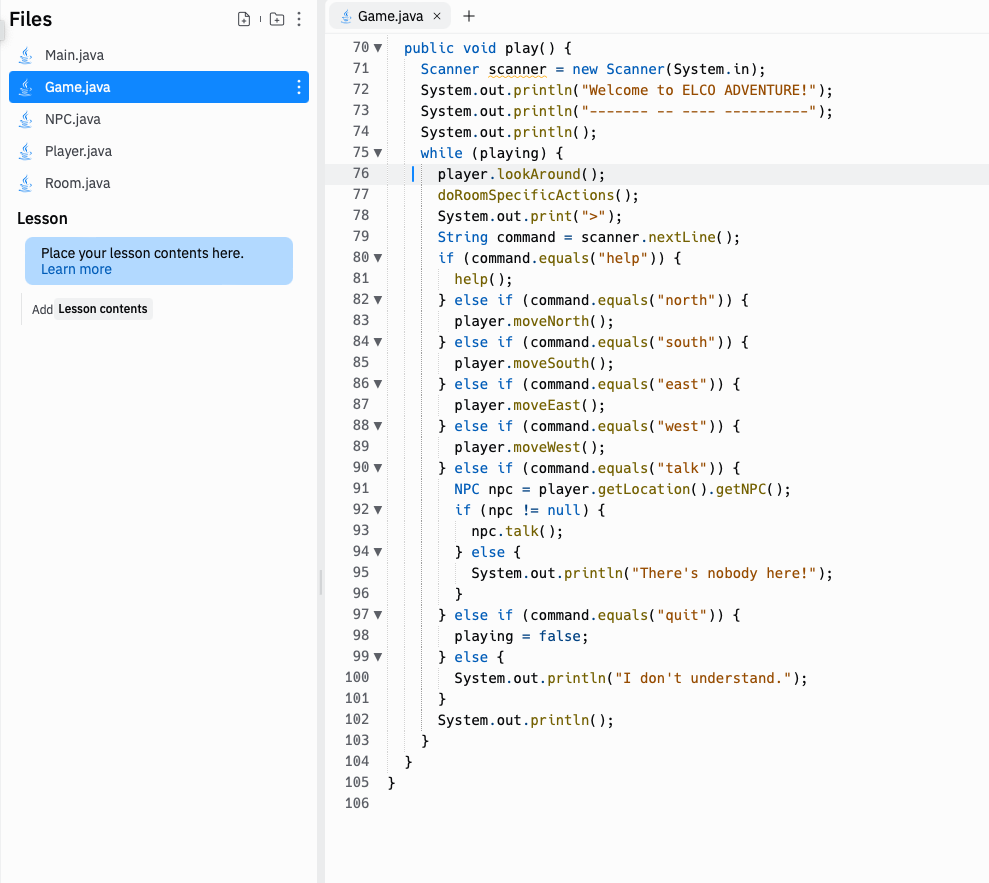 Files
Main.java
Game.java
NPC.java
Player.java
Room.java
Lesson
Place your lesson contents here.
Learn more
Add Lesson contents
Game.java × +
70 ▼ public void play() {
71 Scanner scanner = new Scanner(System.in);
72 System.out.println("Welcome to ELCO ADVENTURE!");
73 System.out.println("------- -- ---- ----------");
74 System.out.println();
75 ▼ while (playing) {
76 player.lookAround();
77 doRoomSpecificActions();
78 System.out.print(">");
79 String command = scanner.nextLine();
80 ▼ if (command.equals("help")) {
81 help();
82 ▼ } else if (command.equals("north")) {
83 player.moveNorth();
84 ▼ } else if (command.equals("south")) {
85 player.moveSouth();
86 ▼ } else if (command.equals("east")) {
87 player.moveEast();
88 ▼ } else if (command.equals("west")) {
89 player.moveWest();
90 ▼ } else if (command.equals("talk")) {
91 NPC npc = player.getLocation().getNPC();
92 ▼ if (npc != null) {
93 npc.talk();
94 ▼ } else {
95 System.out.println("There's nobody here!");
96 }
97 ▼ } else if (command.equals("quit")) {
98 playing = false;
99 ▼ } else {
100 System.out.println("I don't understand.");
101 }
102 System.out.println();
103 }
104 }
105 }
106